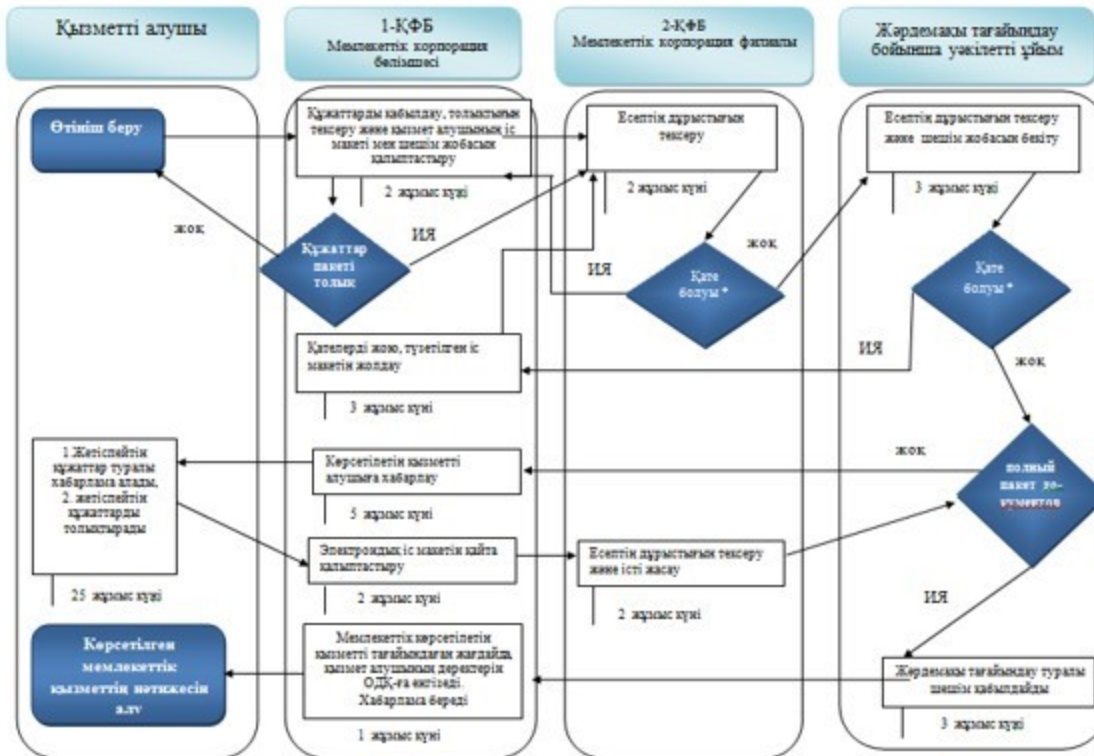 Қызметті алушы
1-ҚФБ
Мемлекеттік корпорация
бөлімшесі
2-ҚФБ
Мемлекеттік корпорация филиалы
Жәрдемақы тағайындау
бойынша уәкілетті ұйым
Өтініш беру
Құжаттарды қабылдау, толықтығын
тексеру және қызмет алушының іс
макеті мен шешім жобасын
қалыптастыру
2 жұмыс күні
Есептің дұрыстығын
тексеру
2 жұмыс күні
Есептің дұрыстығын тексеру
және шешім жобасын бекіту
3 жұмыс күні
жоқ
Құжаттар
пакеті
толық
ИЯ
ИЯ
Қате
болуы *
жоқ
Қате
болуы *
ИЯ
жоқ
Қателерді жою, түзетілген іс
макетін жолдау
3 жұмыс күні
1 Жетіспейтін
құжаттар туралы
хабарлама алады,
2. жетіспейтін
құжаттарды
толықтырады
25 жұмыс күні
Көрсетілетін қызметті
алушыға хабарлау
5 жұмыс күні
жоқ
полный
пакет до-
кументов
Электрондық іс макетін қайта
қалыптастыру
2 жұмыс күні
Есептің дұрыстығын тексеру
және істі жасау
2 жұмыс күні
ИЯ
Көрсетілген
мемлекеттік
қызметтің нәтижесін
алу
Мемлекеттік көрсетілетін
қызметті тағайындаған жағдайда,
қызмет алушының деректерін
ОДҚ-ға енгізеді.
Хабарлама береді
1 жұмыс күні
Жәрдемақы тағайындау туралы
шешім қабылдайды
3 жұмыс күні